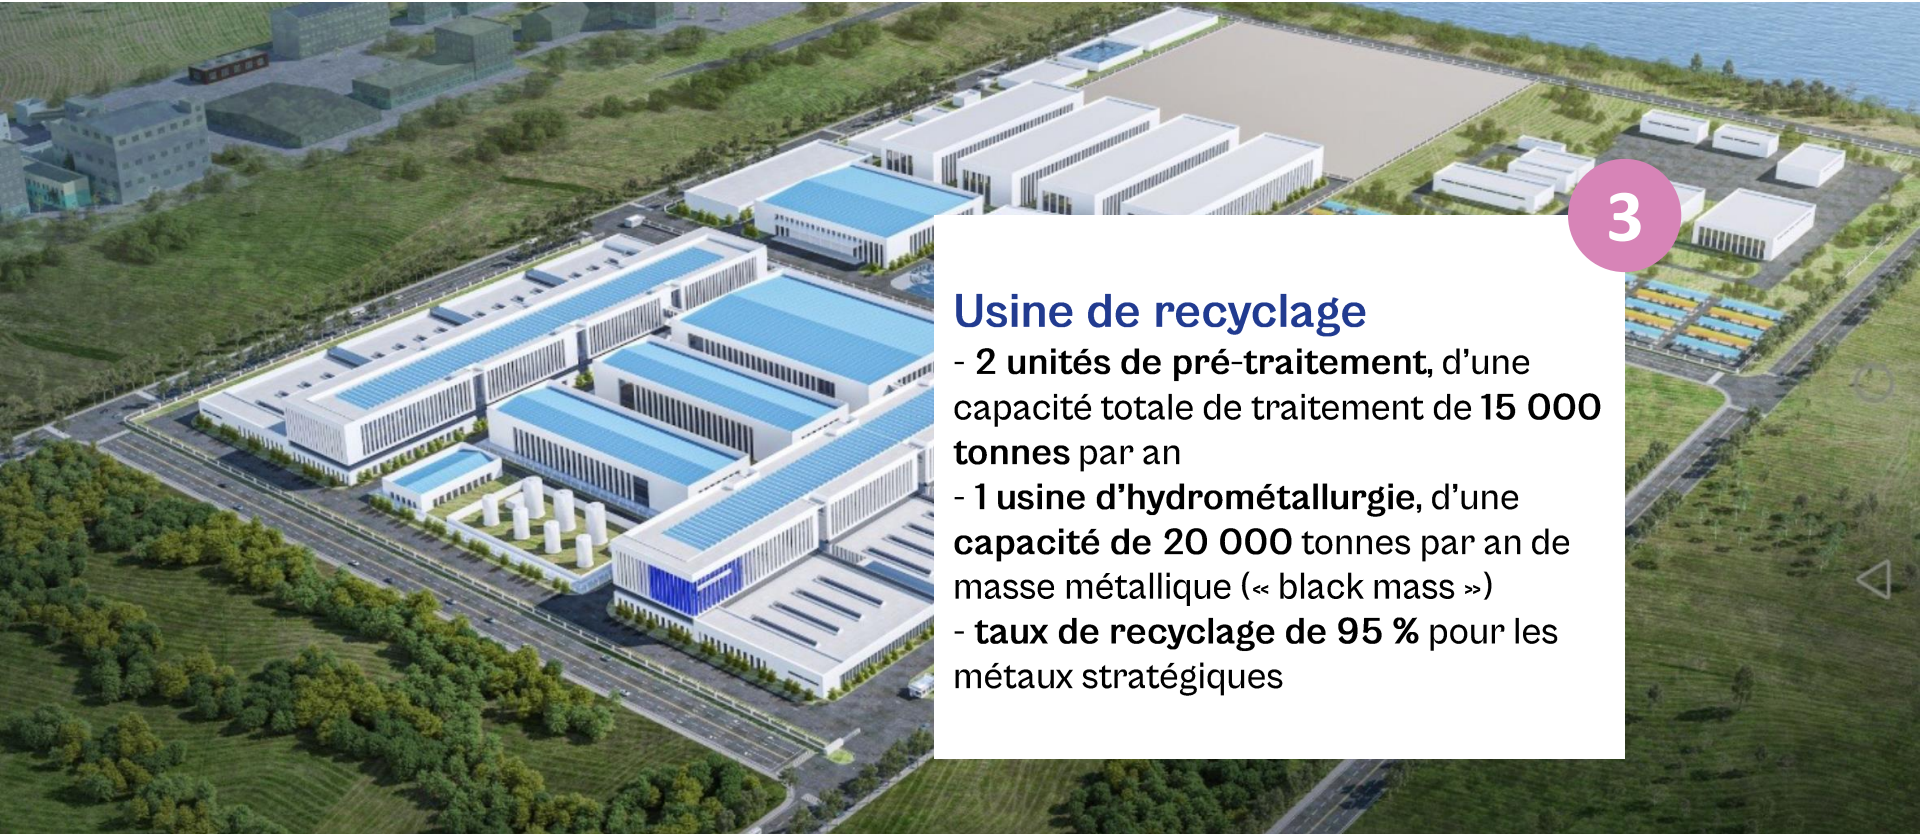 3
Usine de recyclage
- 2 unités de pré-traitement, d’une
capacité totale de traitement de 15 000
tonnes par an
- 1 usine d’hydrométallurgie, d’une
capacité de 20 000 tonnes par an de
masse métallique (« black mass »)
- taux de recyclage de 95 % pour les
métaux stratégiques